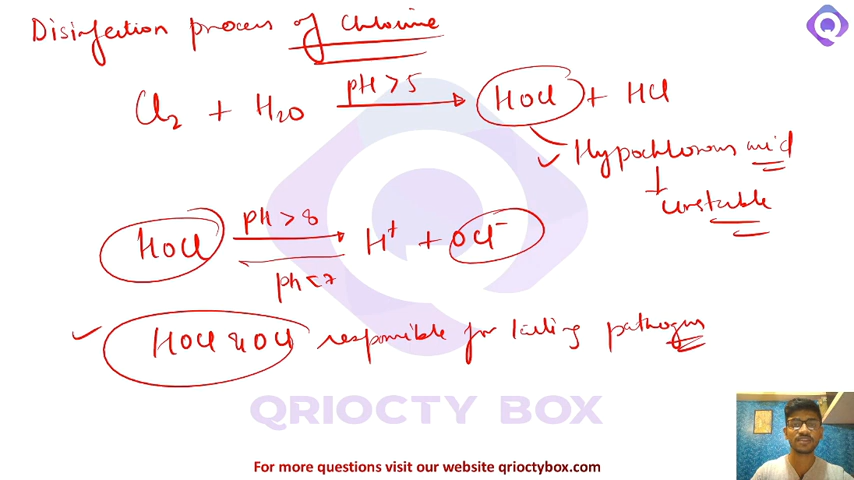 Disinfection process of Chlorine
Cl₂ + H₂O pH > 5 HOCl + HCl
Hypochlorous acid
unstable
HOCl pH > 8 H⁺ + OCl⁻
pH < 7
HOCl & OCl responsible for killing pathogens
QRIOCTY BOX
For more questions visit our website qrioctybox.com